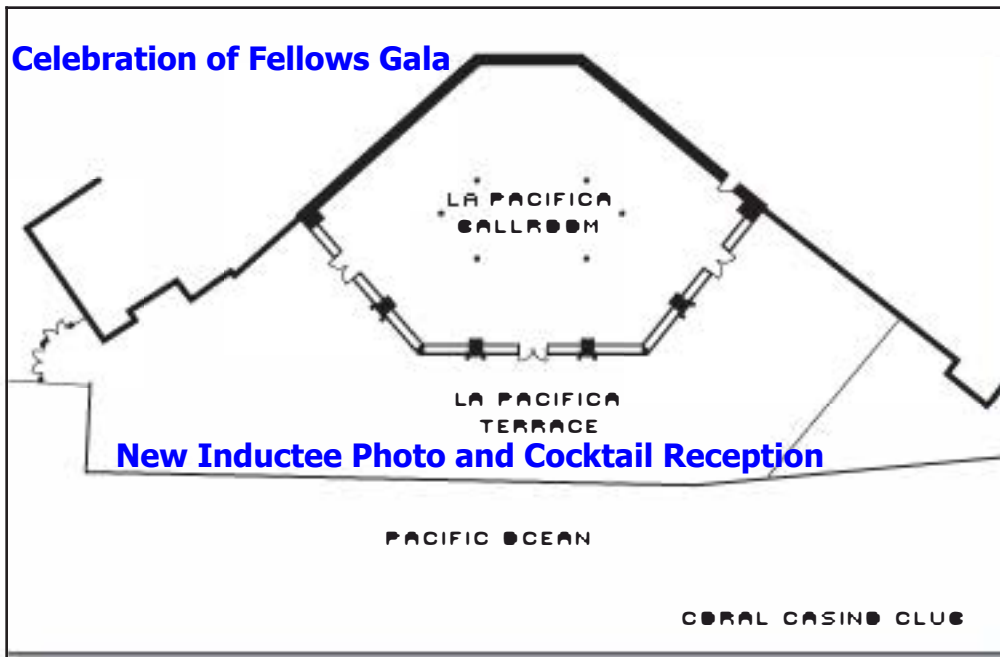 Celebration of Fellows Gala
LA PACIFICA
BALLROOM
LA PACIFICA
TERRACE
New Inductee Photo and Cocktail Reception
PACIFIC OCEAN
CORAL CASINO CLUB